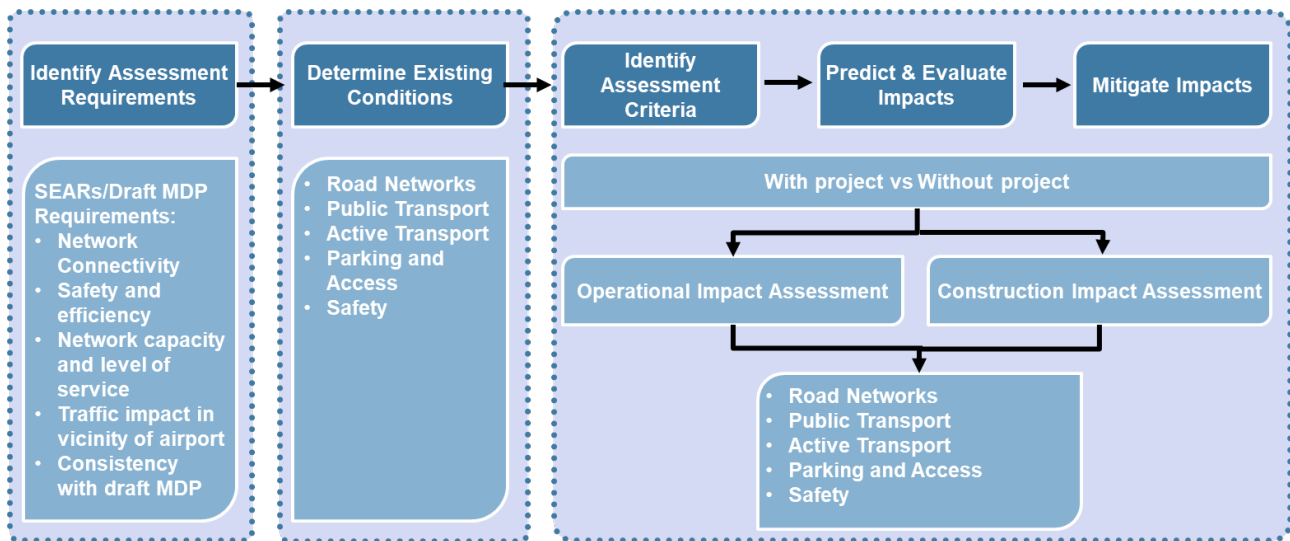 Identify Assessment
Requirements
Determine Existing
Conditions
Identify
Assessment
Criteria
Predict & Evaluate
Impacts
Mitigate Impacts
SEARs/Draft MDP
Requirements:
• Network
Connectivity
• Safety and
efficiency
• Network capacity
and level of
service
• Traffic impact in
vicinity of airport
• Consistency
with draft MDP
• Road Networks
• Public Transport
• Active Transport
• Parking and
Access
• Safety
With project vs Without project
Operational Impact Assessment
Construction Impact Assessment
• Road Networks
• Public Transport
• Active Transport
• Parking and Access
• Safety